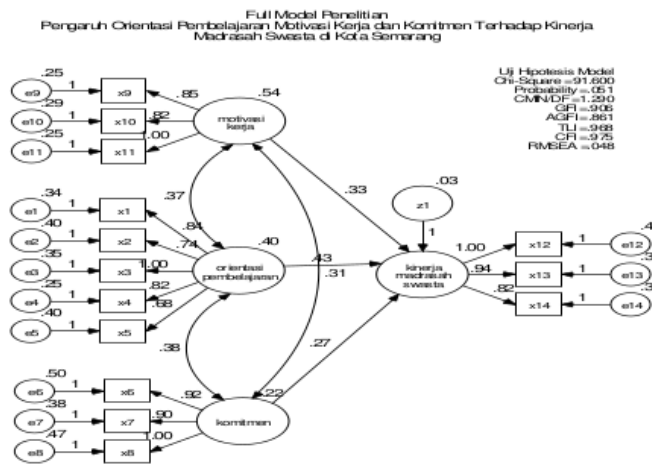 Full Model Penelitian
Pengaruh Orientasi Pembelajaran Motivasi Kerja dan Komitmen Terhadap Kinerja
Madrasah Swasta di Kota Semarang
Uji Hipotesis Model
Chi-Square =91.600
Probability =.051
CMIN/DF =1.290
GFI =.906
AGFI =.861
TLI =.968
CFI =.975
RMSEA =.048
.25
e9
1
x9
.85
.54
.29
e10
1
x10
.82
motivasi
kerja
.25
e11
1
x11
1.00
.37
.33
.03
z1
1
.34
e1
1
x1
.84
.40
e2
1
x2
.74
.40
.35
e3
1
x3
1.00
orientasi
pembelajaran
.43
.31
.25
e4
1
x4
.82
.40
e5
1
x5
.68
kinerja
madrasah
swasta
1.00
x12
1
e12
.94
x13
1
e13
.82
x14
1
e14
.38
.27
.50
e6
1
x6
.92
.22
.38
e7
1
x7
.90
komitmen
.47
e8
1
x8
1.00